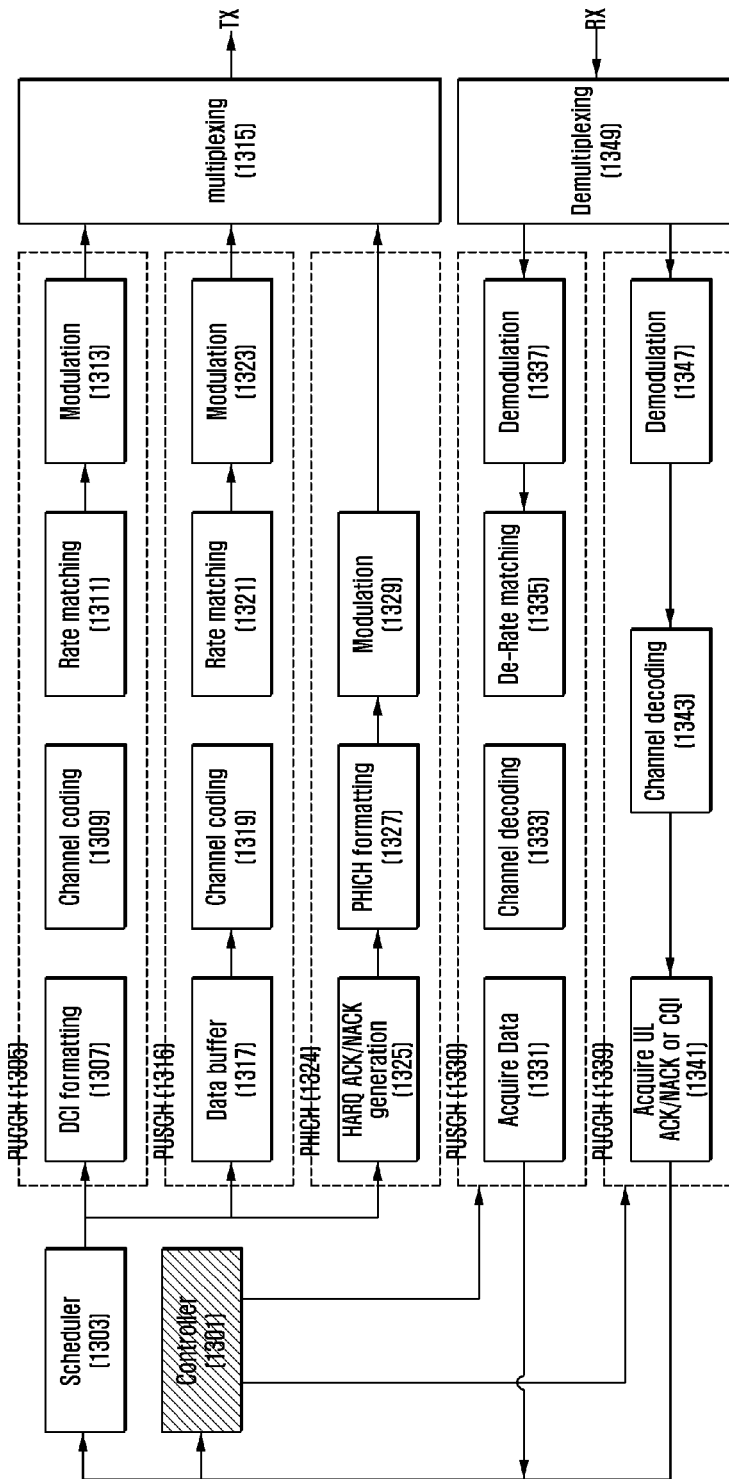 Scheduler
(1303)
Controller
(1301)
PUCCH (1305)
DCI formatting
(1307)
Channel coding
(1309)
Rate matching
(1311)
Modulation
(1313)
PUSCH (1316)
Data buffer
(1317)
Channel coding
(1319)
Rate matching
(1321)
Modulation
(1323)
PHICH (1324)
HARQ ACK/NACK
generation
(1325)
PHICH formatting
(1327)
Modulation
(1329)
multiplexing
(1315)
TX
PUSCH (1330)
Acquire Data
(1331)
Channel decoding
(1333)
De-Rate matching
(1335)
Demodulation
(1337)
PUCCH (1339)
Acquire UL
ACK/NACK or CQI
(1341)
Channel decoding
(1343)
Demodulation
(1347)
Demultiplexing
(1349)
RX